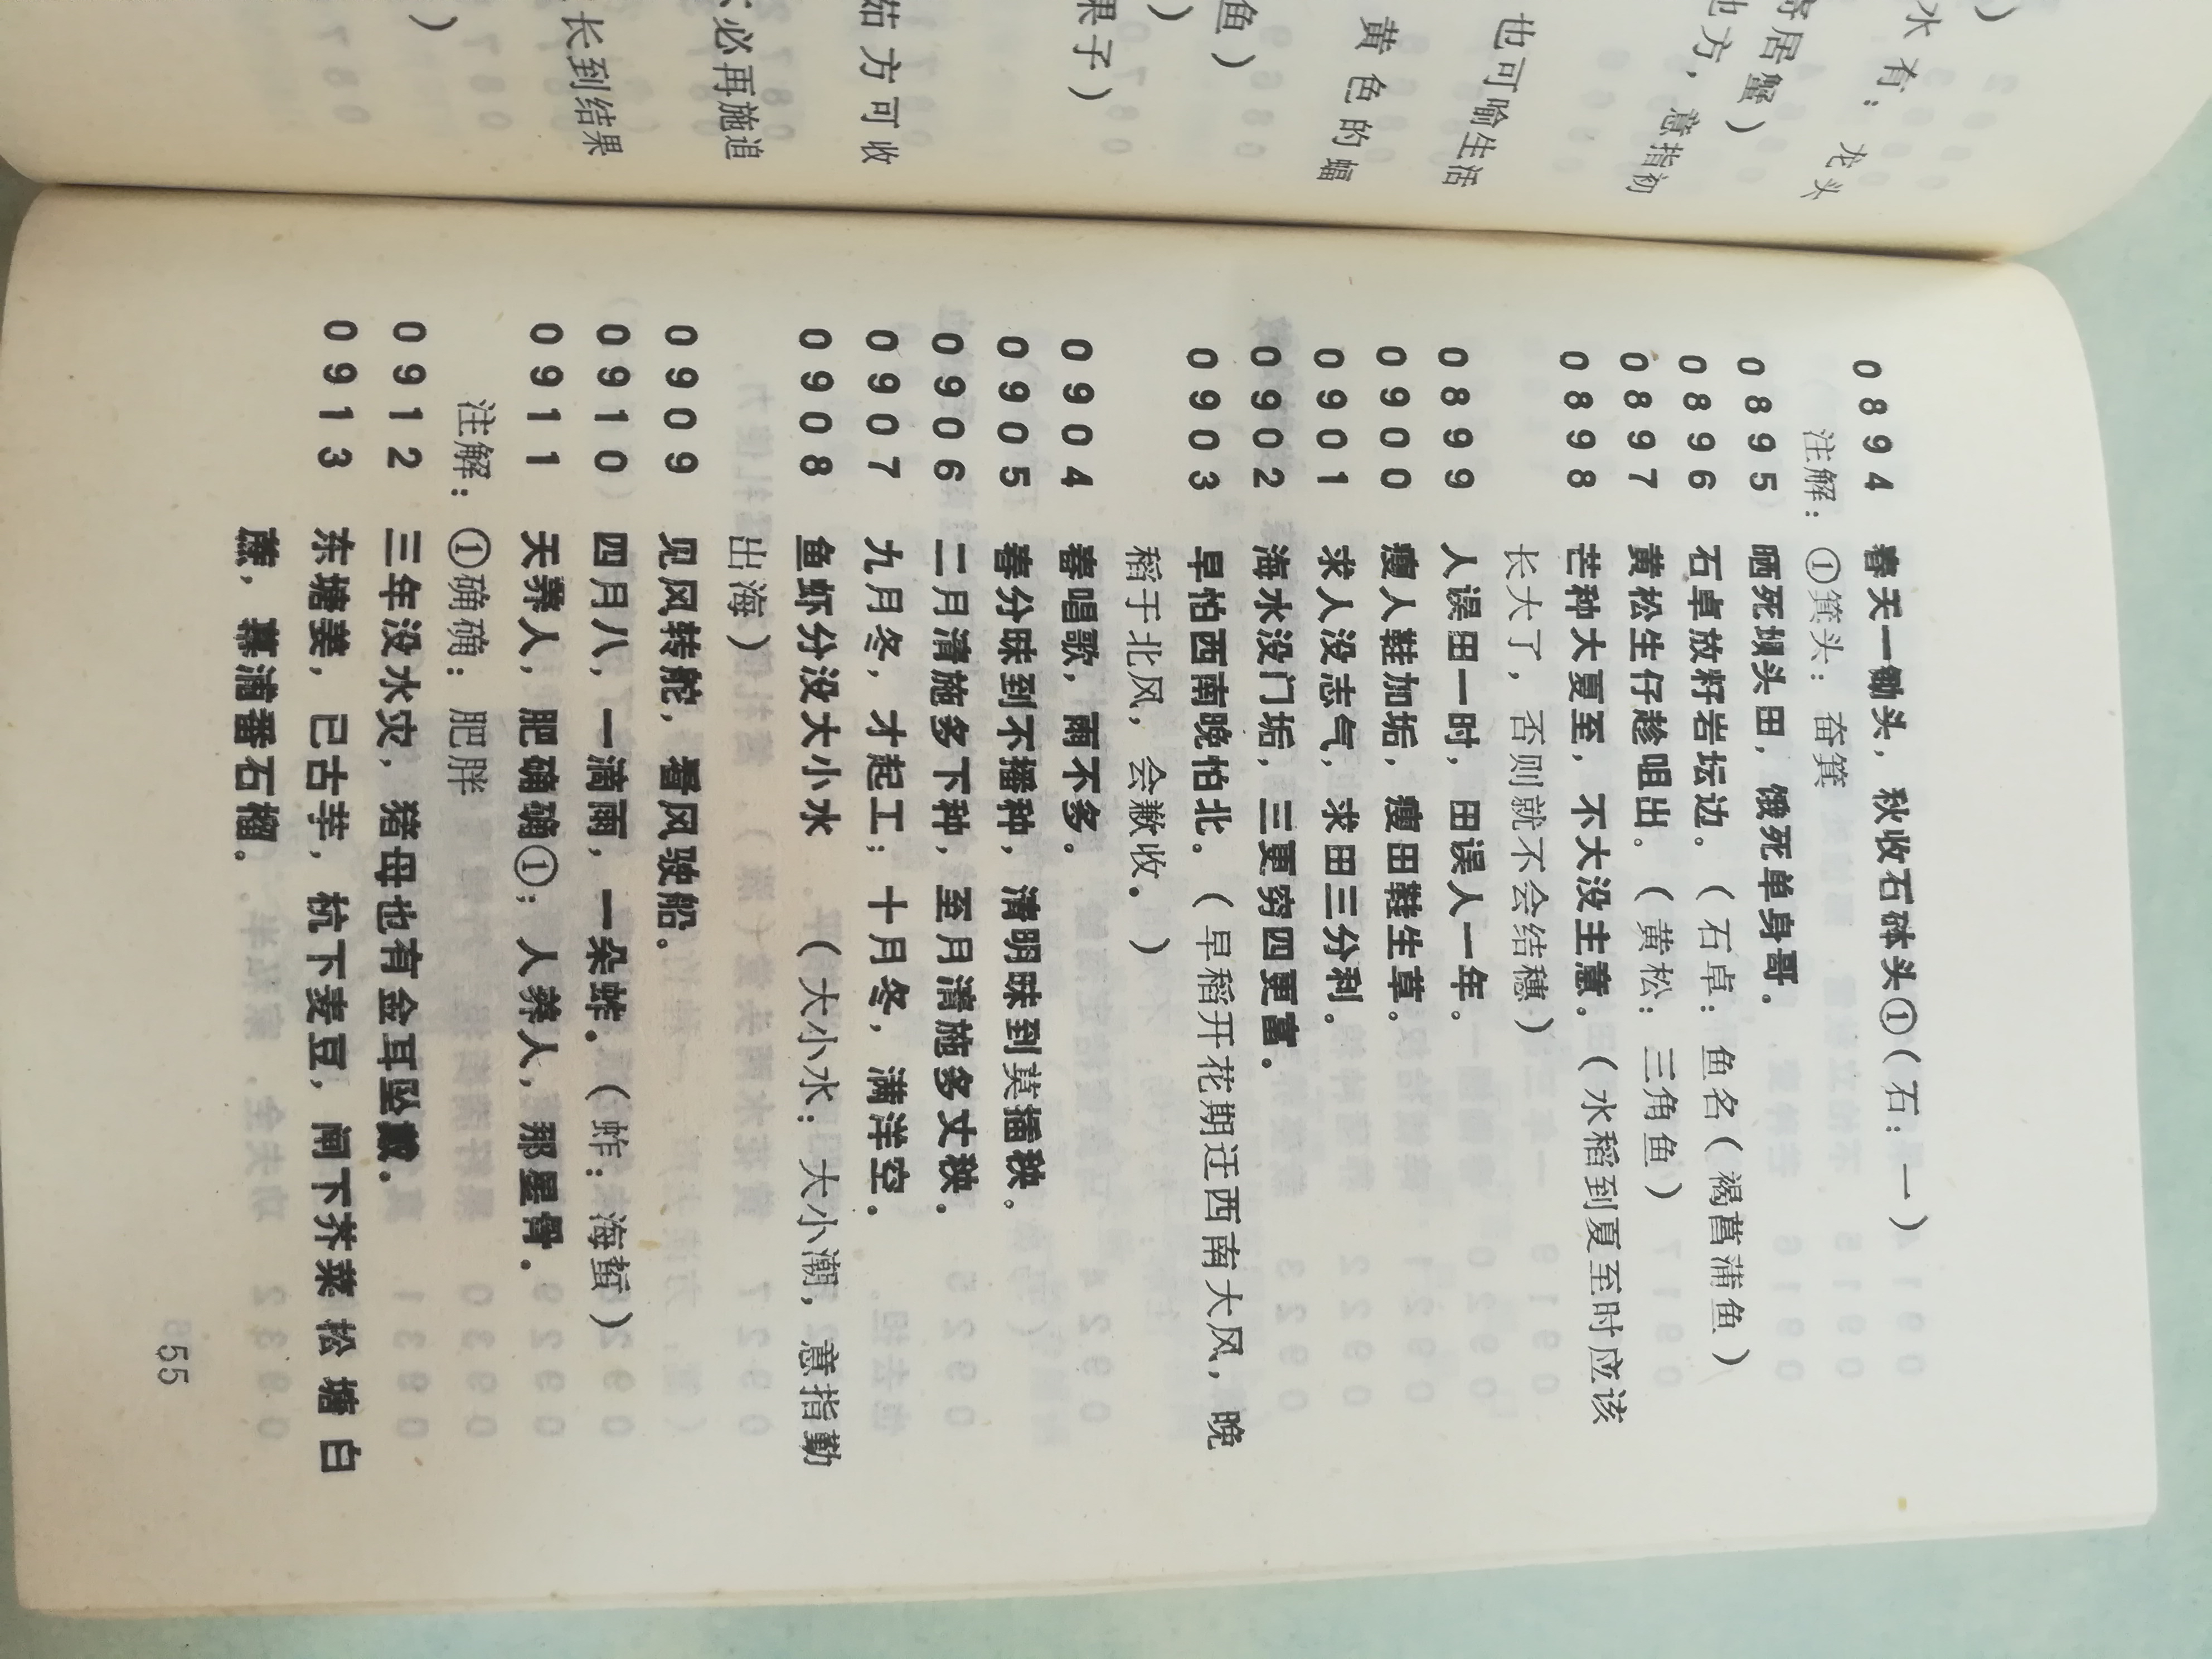 )
水有：龙头
寄居蟹）
地方，意指初
也可喻生活
黄色的蝠
鱼）
）
果子）
茹方可收
不必再施追
长到结果
）
0894 春天一锄头，秋收石砵头①（石：一）
注解：①箕头：畚箕
0895 晒死坝头田，饿死单身哥。
0896 石卓放籽岩坛边。（石卓：鱼名（褐菖蒲鱼）
0897 黄松生仔趁咀出。（黄松：三角鱼）
0898 芒种大夏至，不大没主意。（水稻到夏至时应该
长大了，否则就不会结穗）
0899 人误田一时，田误人一年。
0900 瘦人鞋加垢，瘦田鞋生草。
0901 求人没志气，求田三分利。
0902 海水没门垢，三更穷四更富。
0903 早怕西南晚怕北。（早稻开花期迂西南大风，晚
稻于北风，会歉收。）
0904 春唱歌，雨不多。
0905 春分昧到不播种，清明昧到莫插秧。
0906 二月清施多下种，至月清施多丈秧。
0907 九月冬，才起工；十月冬，满洋空。
0908 鱼虾分没大小水 （大小水：大小潮，意指勤
出海）
0909 见风转舵，看风驶船。
0910 四月八，一滴雨，一朵蚱。（蚱：海蜇）
0911 天养人，肥确确①；人养人，那星骨。
注解：①确确：肥胖
0912 三年没水灾，猪母也有金耳坠戴。
0913 东塘姜，已古芋，杭下麦豆，闸下芥菜松塘白
蔗，幕浦番石榴。
55